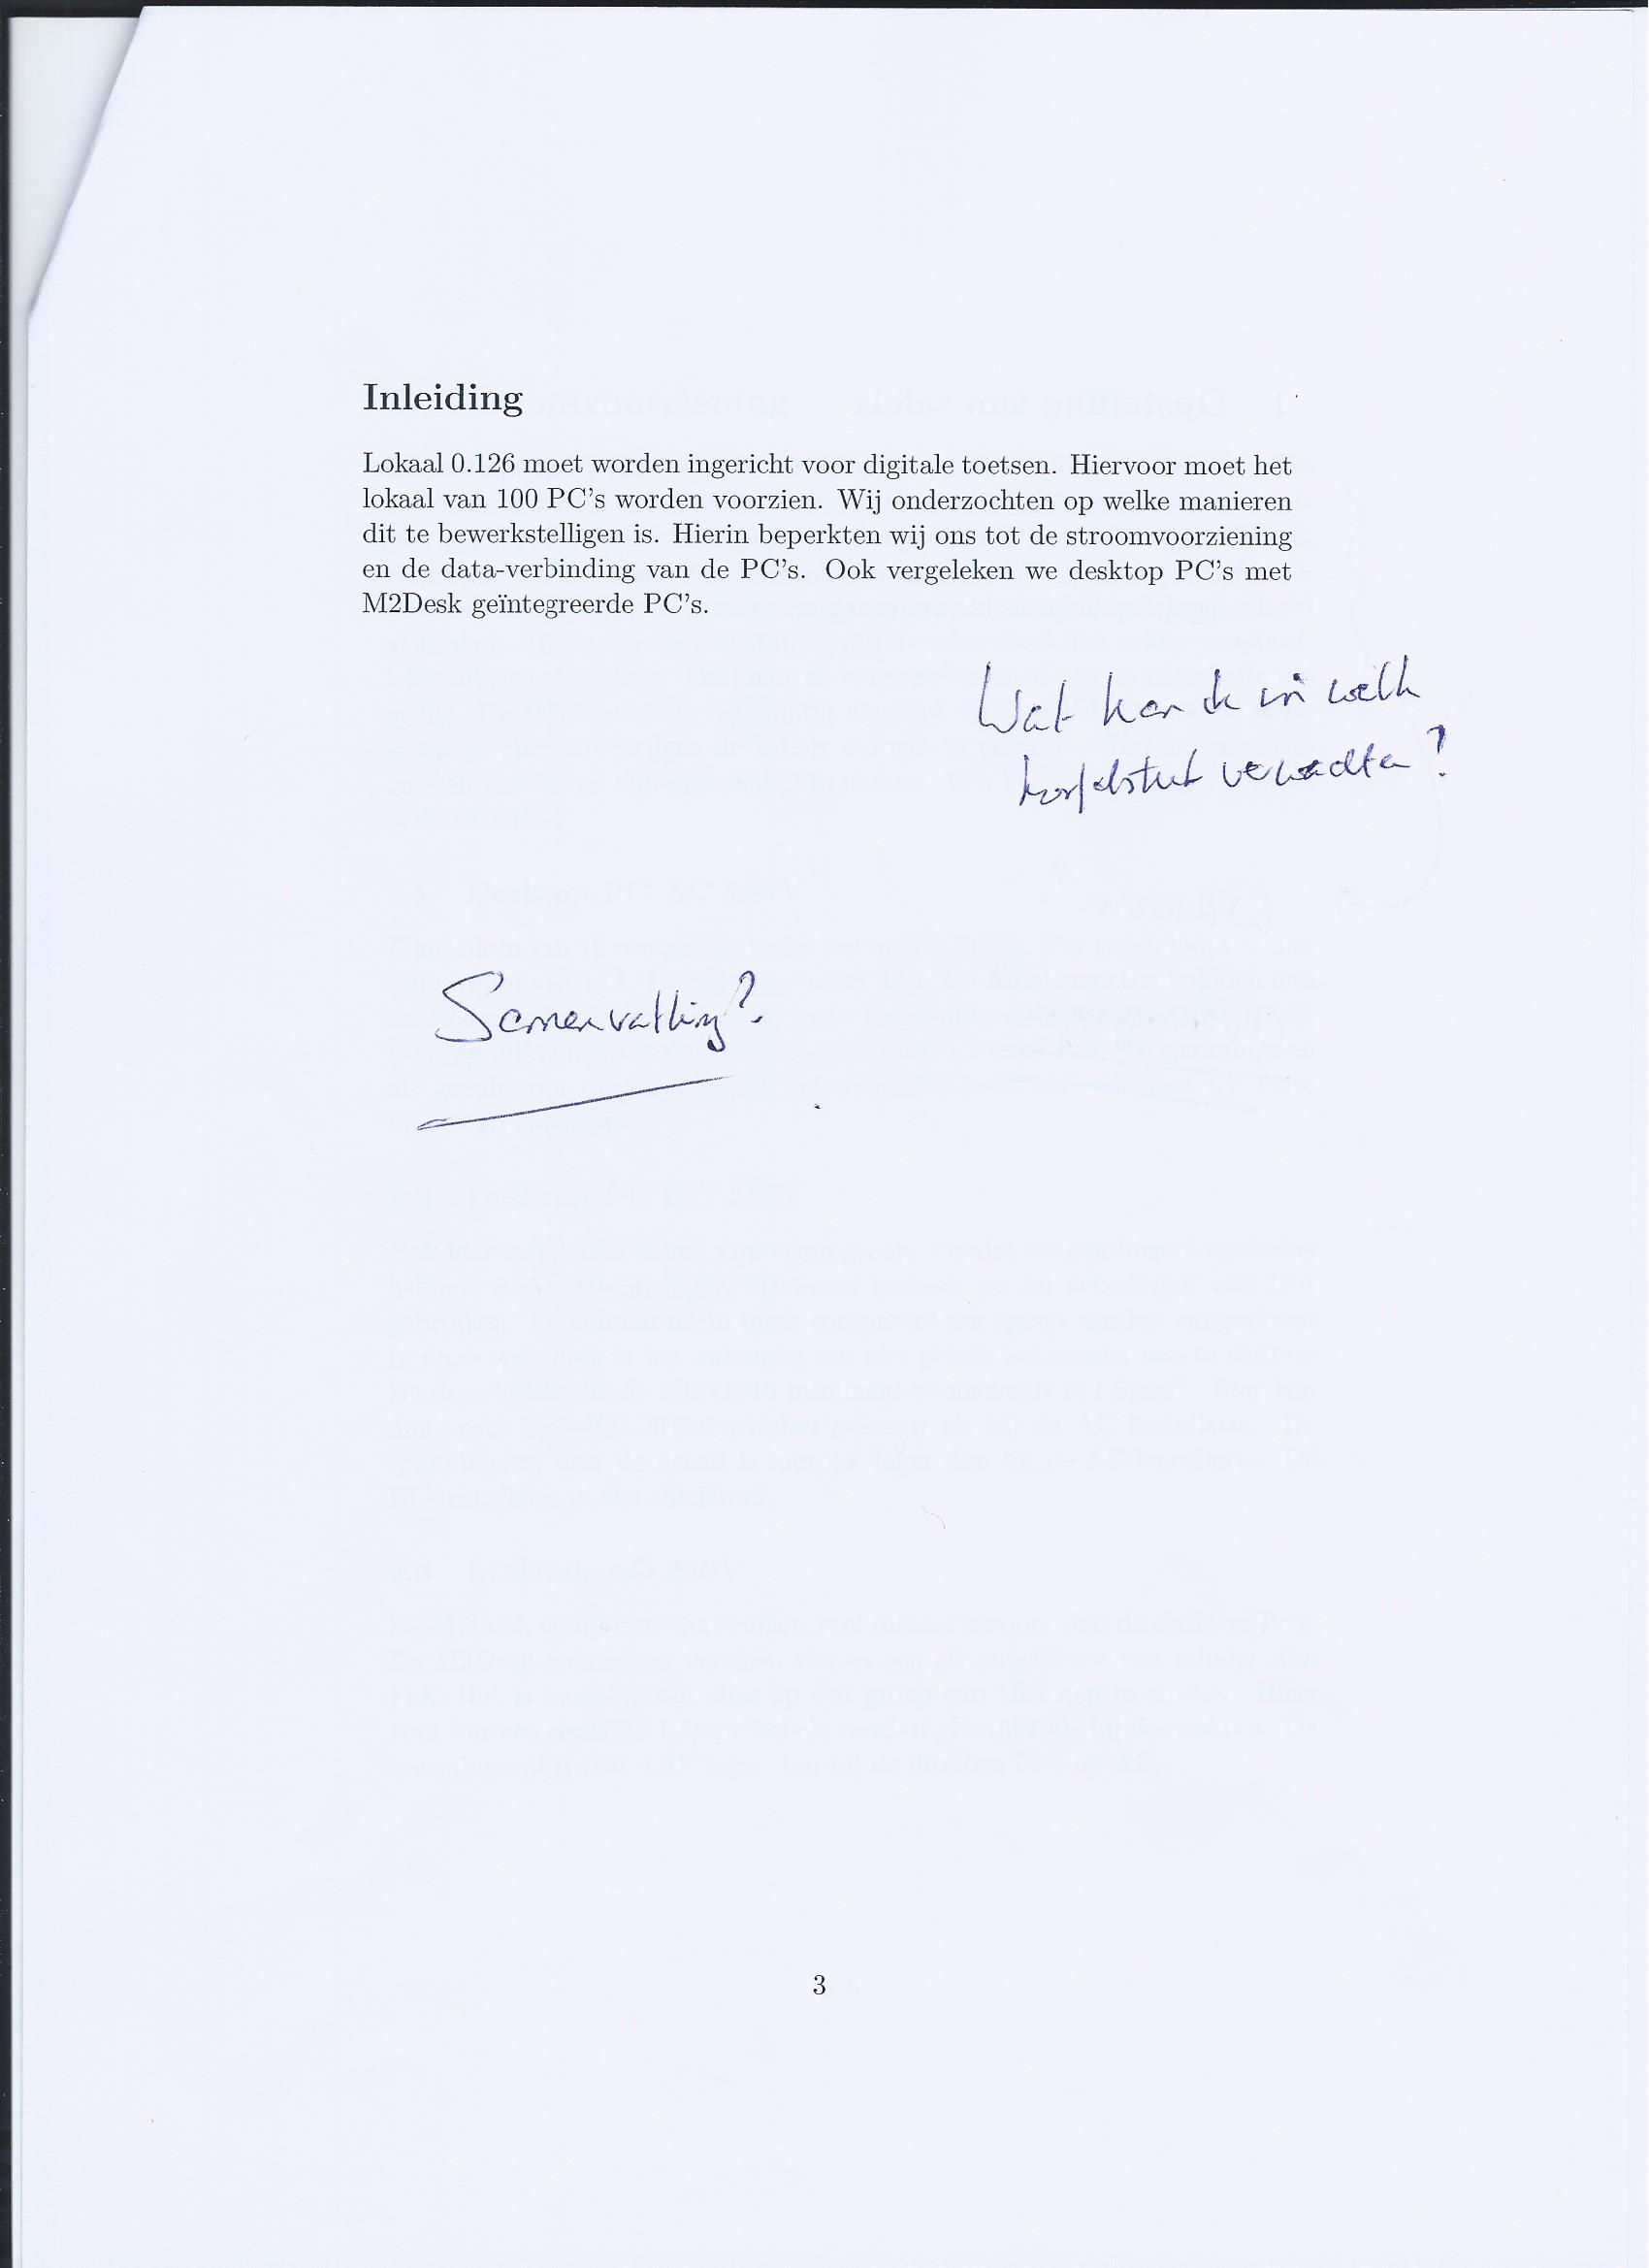 Inleiding
Lokaal 0.126 moet worden ingericht voor digitale toetsen. Hiervoor moet het
lokaal van 100 PC's worden voorzien. Wij onderzochten op welke manieren
dit te bewerkstelligen is. Hierin beperkten wij ons tot de stroomvoorziening
en de data-verbinding van de PC's. Ook vergeleken we desktop PC's met
M2Desk geïntegreerde PC's.
Wat kan ik in welk
hoofdstuk verwachten?
Samenvatting?
3